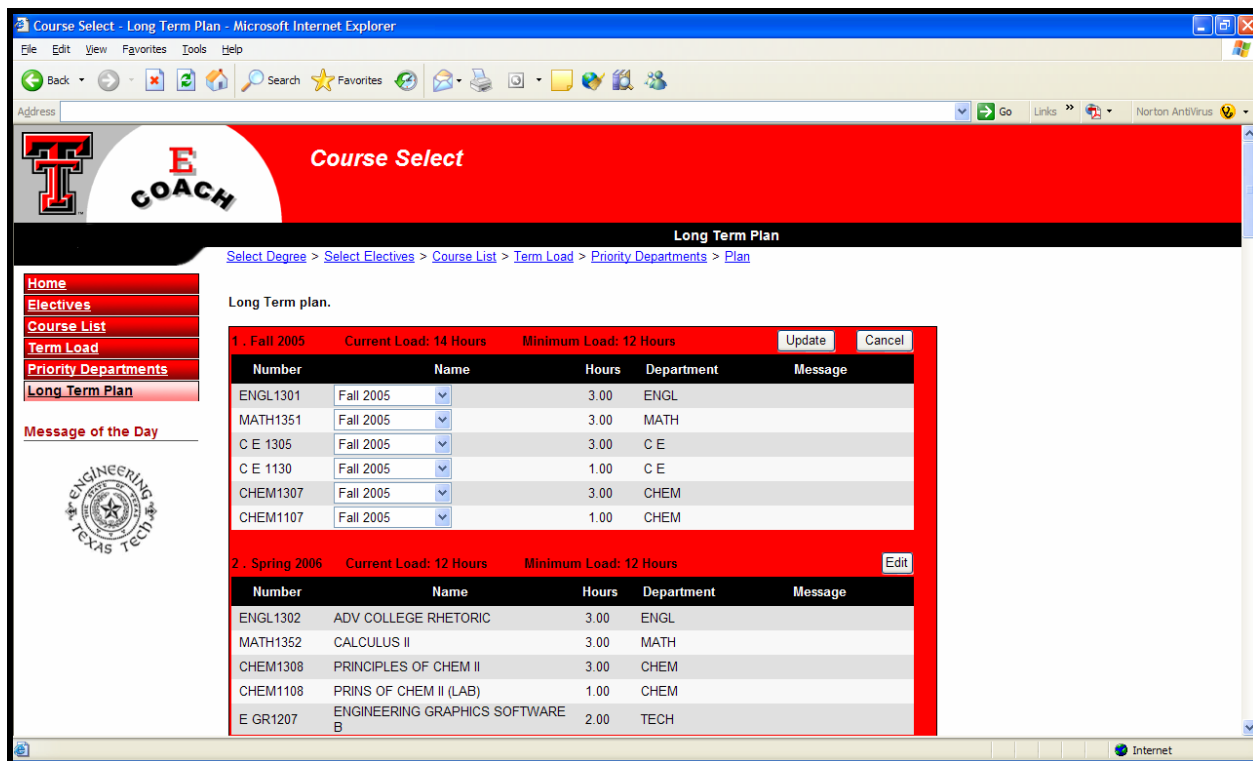 Course Select - Long Term Plan - Microsoft Internet Explorer
File Edit View Favorites Tools Help
Back Search Favorites
Address Go Links » Norton AntiVirus
E COACH
Course Select
Long Term Plan
Select Degree > Select Electives > Course List > Term Load > Priority Departments > Plan
Home
Electives
Course List
Term Load
Priority Departments
Long Term Plan
Message of the Day
ENGINEERING
TEXAS TECH
Long Term plan.
1 . Fall 2005 Current Load: 14 Hours Minimum Load: 12 Hours Update Cancel
Number Name Hours Department Message
ENGL1301 Fall 2005 3.00 ENGL
MATH1351 Fall 2005 3.00 MATH
C E 1305 Fall 2005 3.00 C E
C E 1130 Fall 2005 1.00 C E
CHEM1307 Fall 2005 3.00 CHEM
CHEM1107 Fall 2005 1.00 CHEM
2 . Spring 2006 Current Load: 12 Hours Minimum Load: 12 Hours Edit
Number Name Hours Department Message
ENGL1302 ADV COLLEGE RHETORIC 3.00 ENGL
MATH1352 CALCULUS II 3.00 MATH
CHEM1308 PRINCIPLES OF CHEM II 3.00 CHEM
CHEM1108 PRINS OF CHEM II (LAB) 1.00 CHEM
E GR1207 ENGINEERING GRAPHICS SOFTWARE 2.00 TECH
B
Internet